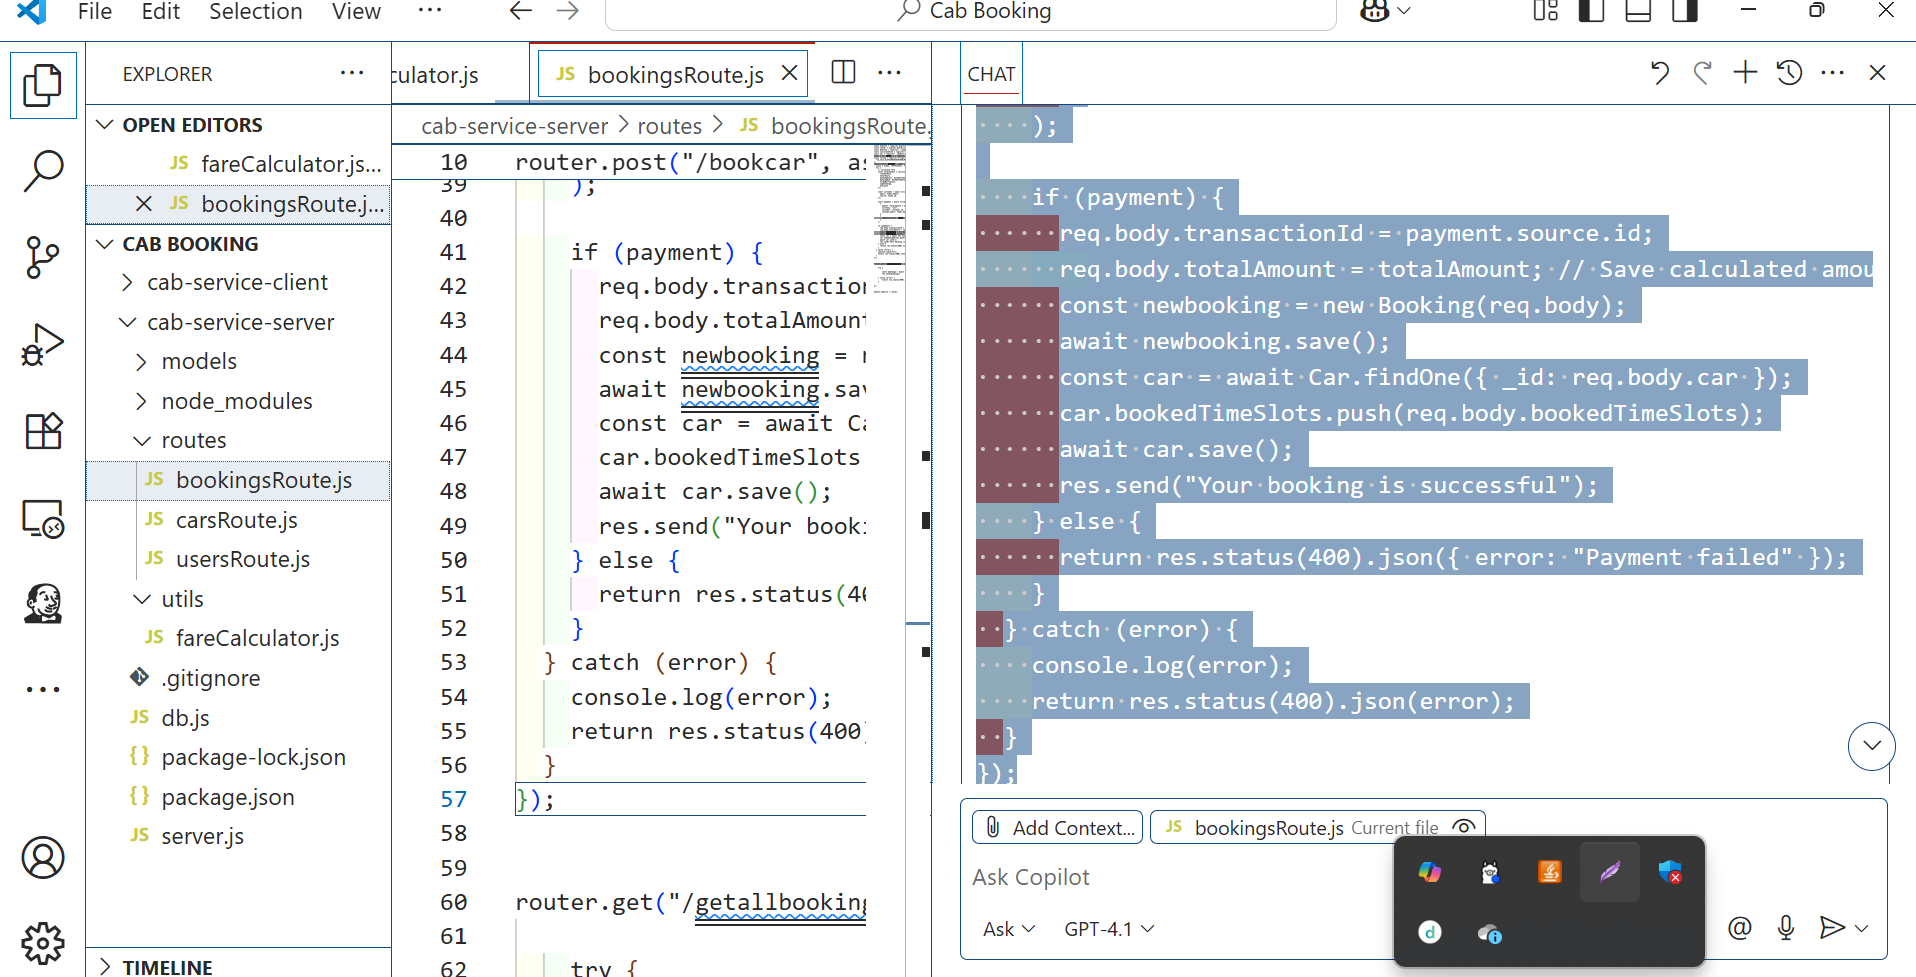 File Edit Selection View ··· Cab Booking
EXPLORER ···
OPEN EDITORS
JS fareCalculator.js...
JS bookingsRoute.j...
CAB BOOKING
cab-service-client
cab-service-server
models
node_modules
routes
JS bookingsRoute.js
JS carsRoute.js
JS usersRoute.js
utils
JS fareCalculator.js
.gitignore
JS db.js
{} package-lock.json
{} package.json
JS server.js
TIMELINE
culator.js JS bookingsRoute.js ···
cab-service-server > routes > JS bookingsRoute.
10 router.post("/bookcar", as
39 );
40
41 if (payment) {
42 req.body.transaction
43 req.body.totalAmount
44 const newbooking = n
45 await newbooking.sav
46 const car = await Ca
47 car.bookedTimeSlots
48 await car.save();
49 res.send("Your booki
50 } else {
51 return res.status(40
52 }
53 } catch (error) {
54 console.log(error);
55 return res.status(400)
56 }
57 });
58
59
60 router.get("/getallbooking
61
62 try {
CHAT ···
);
if (payment) {
req.body.transactionId = payment.source.id;
req.body.totalAmount = totalAmount; // Save calculated amou
const newbooking = new Booking(req.body);
await newbooking.save();
const car = await Car.findOne({ _id: req.body.car });
car.bookedTimeSlots.push(req.body.bookedTimeSlots);
await car.save();
res.send("Your booking is successful");
} else {
return res.status(400).json({ error: "Payment failed" });
}
} catch (error) {
console.log(error);
return res.status(400).json(error);
}
});
Add Context... JS bookingsRoute.js Current file
Ask Copilot
Ask GPT-4.1